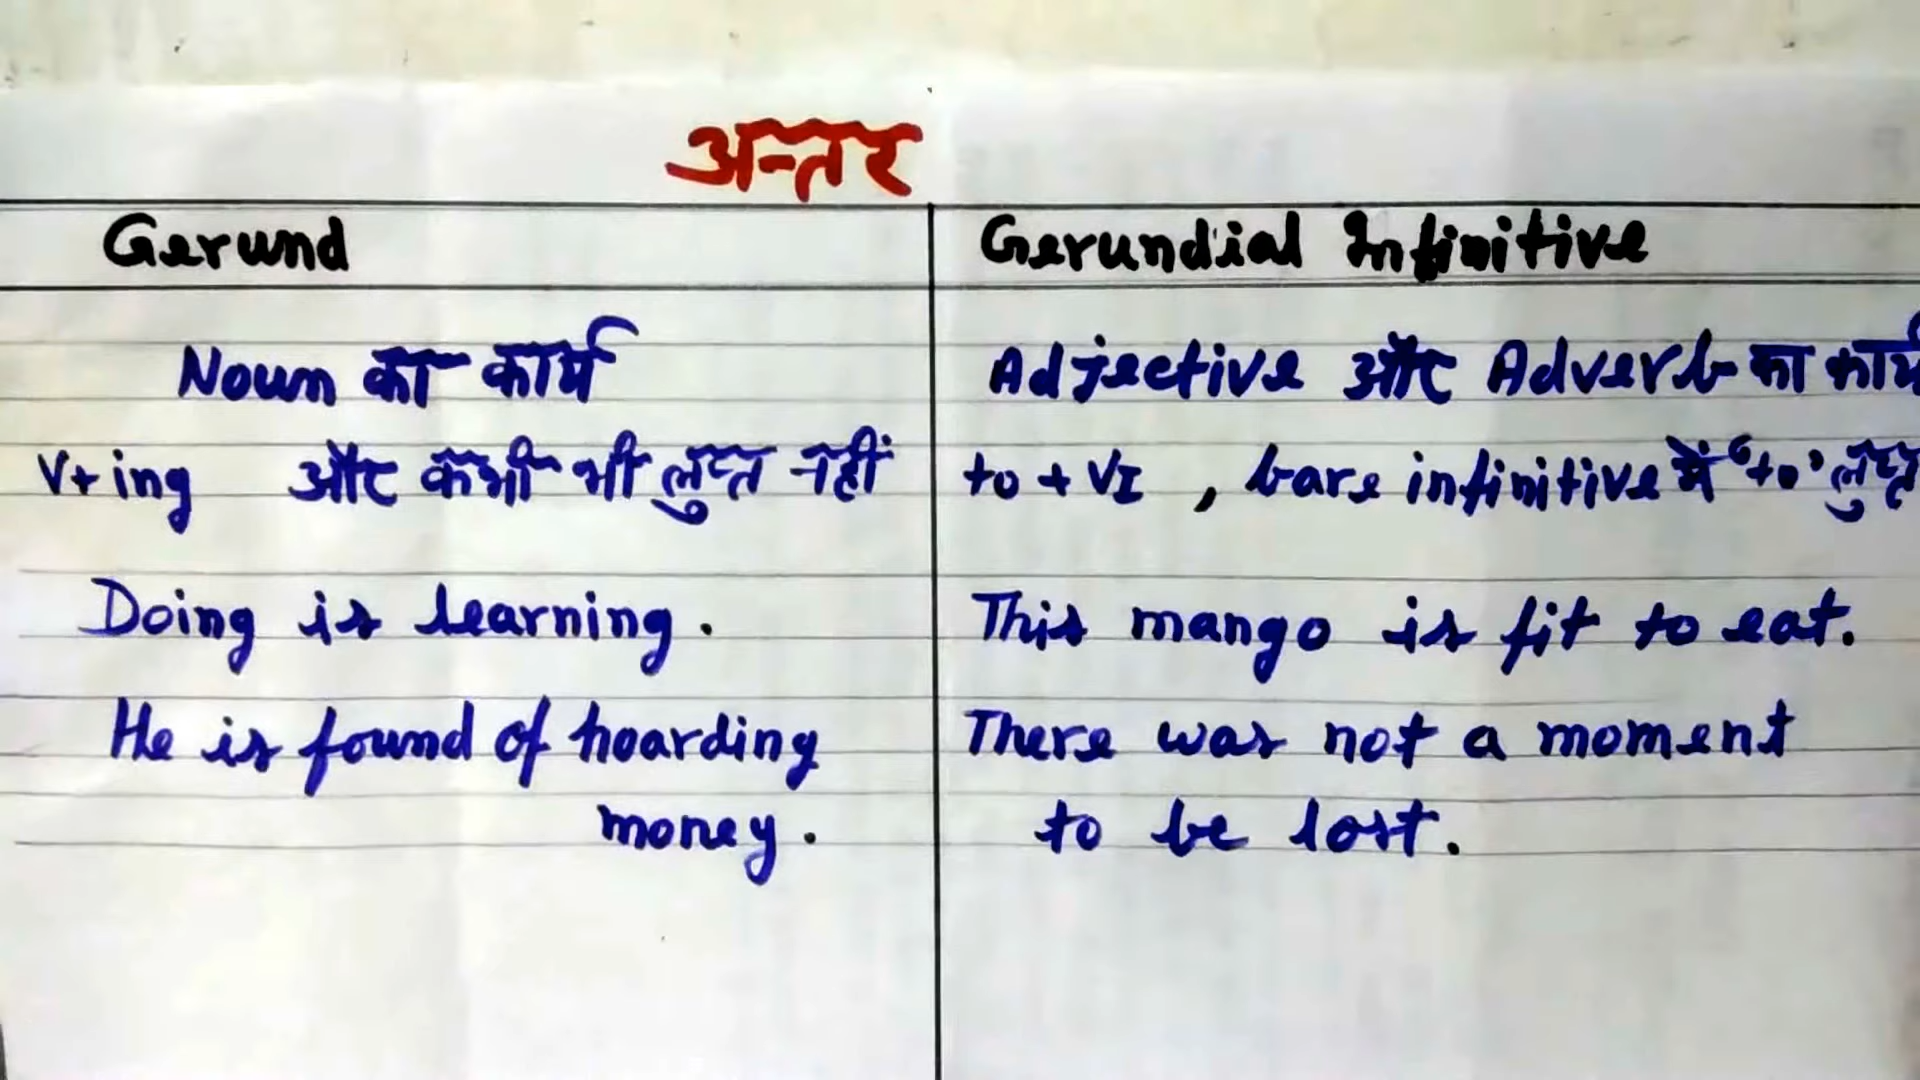 अन्तर
Gerund
Gerundial Infinitive
Noun का कार्य
Adjective और Adverb का कार्य
V+ing और कभी भी लुप्त नहीं
to + VI , bare infinitive में 'to' लुप्त
Doing is learning.
This mango is fit to eat.
He is found of hoarding
money.
There was not a moment
to be lost.